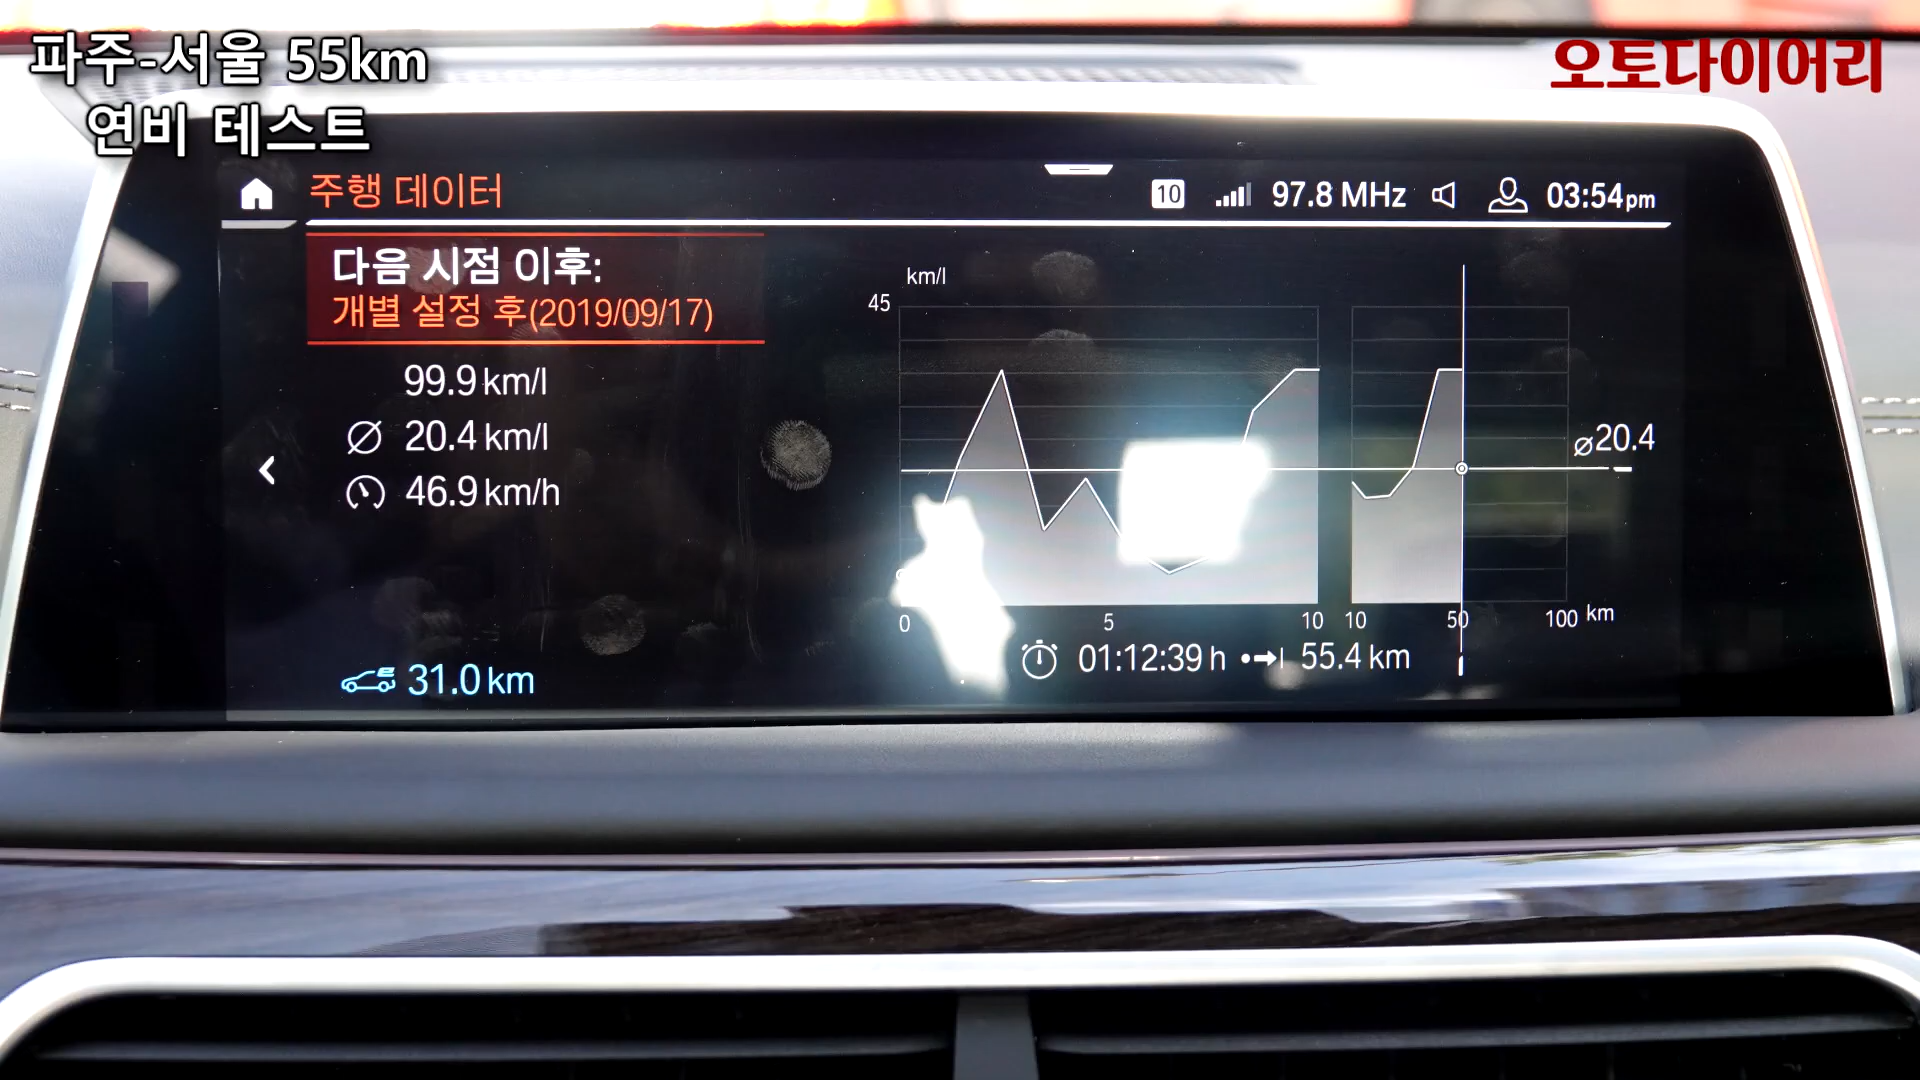 파주-서울 55km
연비 테스트
오토다이어리
주행 데이터
10 97.8 MHz 03:54pm
다음 시점 이후:
개별 설정 후(2019/09/17)
99.9 km/l
Ø 20.4 km/l
46.9 km/h
31.0 km
km/l
45
ø20.4
0 5 10 10 50 100 km
01:12:39 h 55.4 km